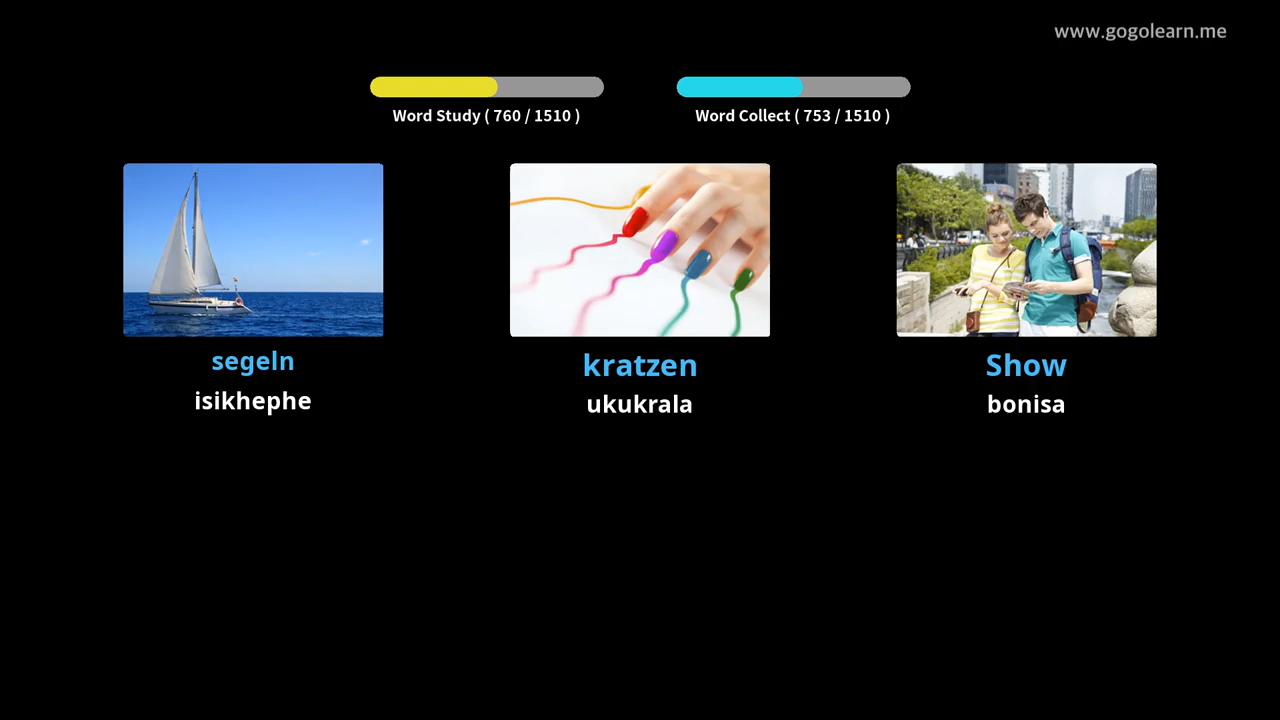 www.gogolearn.me
Word Study ( 760 / 1510 )
Word Collect ( 753 / 1510 )
segeln
isikhephe
kratzen
ukukrala
Show
bonisa